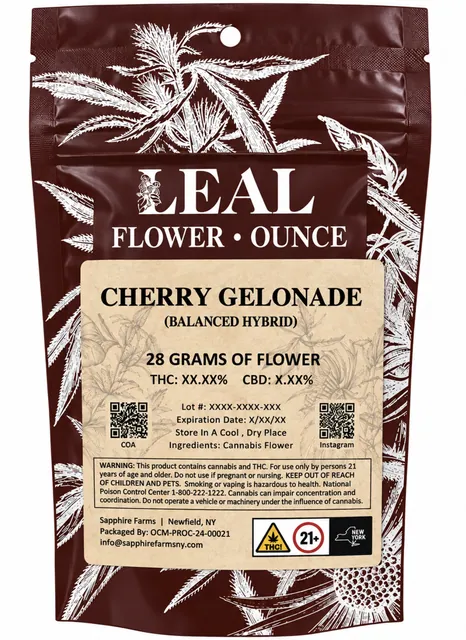 LEAL
FLOWER • OUNCE
CHERRY GELONADE
(BALANCED HYBRID)
28 GRAMS OF FLOWER
THC: XX.XX% CBD: X.XX%
Lot #: XXXX-XXXX-XXX
Expiration Date: X/XX/XX
Store In A Cool , Dry Place
Ingredients: Cannabis Flower
COA
Instagram
WARNING: This product contains cannabis and THC. For use only by persons 21
years of age and older. Do not use if pregnant or nursing. KEEP OUT OF REACH
OF CHILDREN AND PETS. Smoking or vaping is hazardous to health. National
Poison Control Center 1-800-222-1222. Cannabis can impair concentration and
coordination. Do not operate a vehicle or machinery under the influence of cannabis.
Sapphire Farms | Newfield, NY
Packaged By: OCM-PROC-24-00021
info@sapphirefarmsny.com
THC!
21+
NEW
YORK